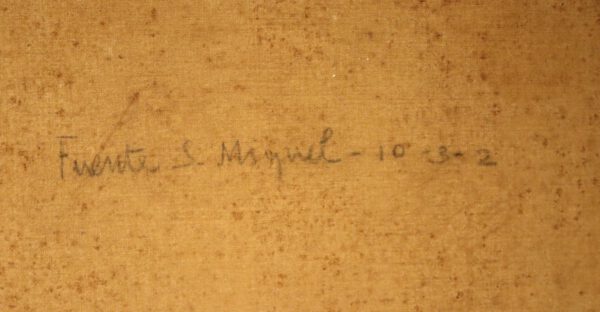 Fuente S. Miguel - 10 - 3 - 2